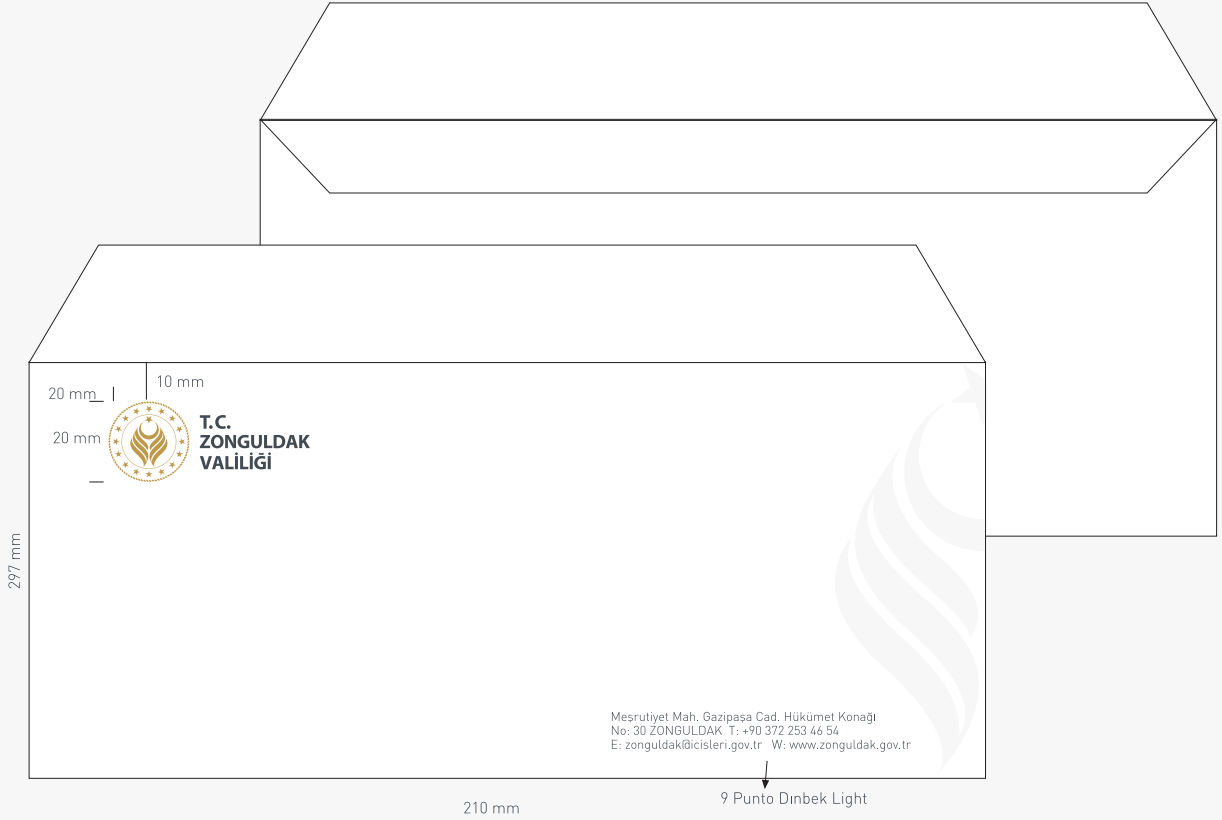 10 mm
20 mm
20 mm
T.C.
ZONGULDAK
VALİLİĞİ
297 mm
Meşrutiyet Mah. Gazipaşa Cad. Hükümet Konağı
No: 30 ZONGULDAK T: +90 372 253 46 54
E: zonguldak@icisleri.gov.tr W: www.zonguldak.gov.tr
9 Punto Dınbek Light
210 mm